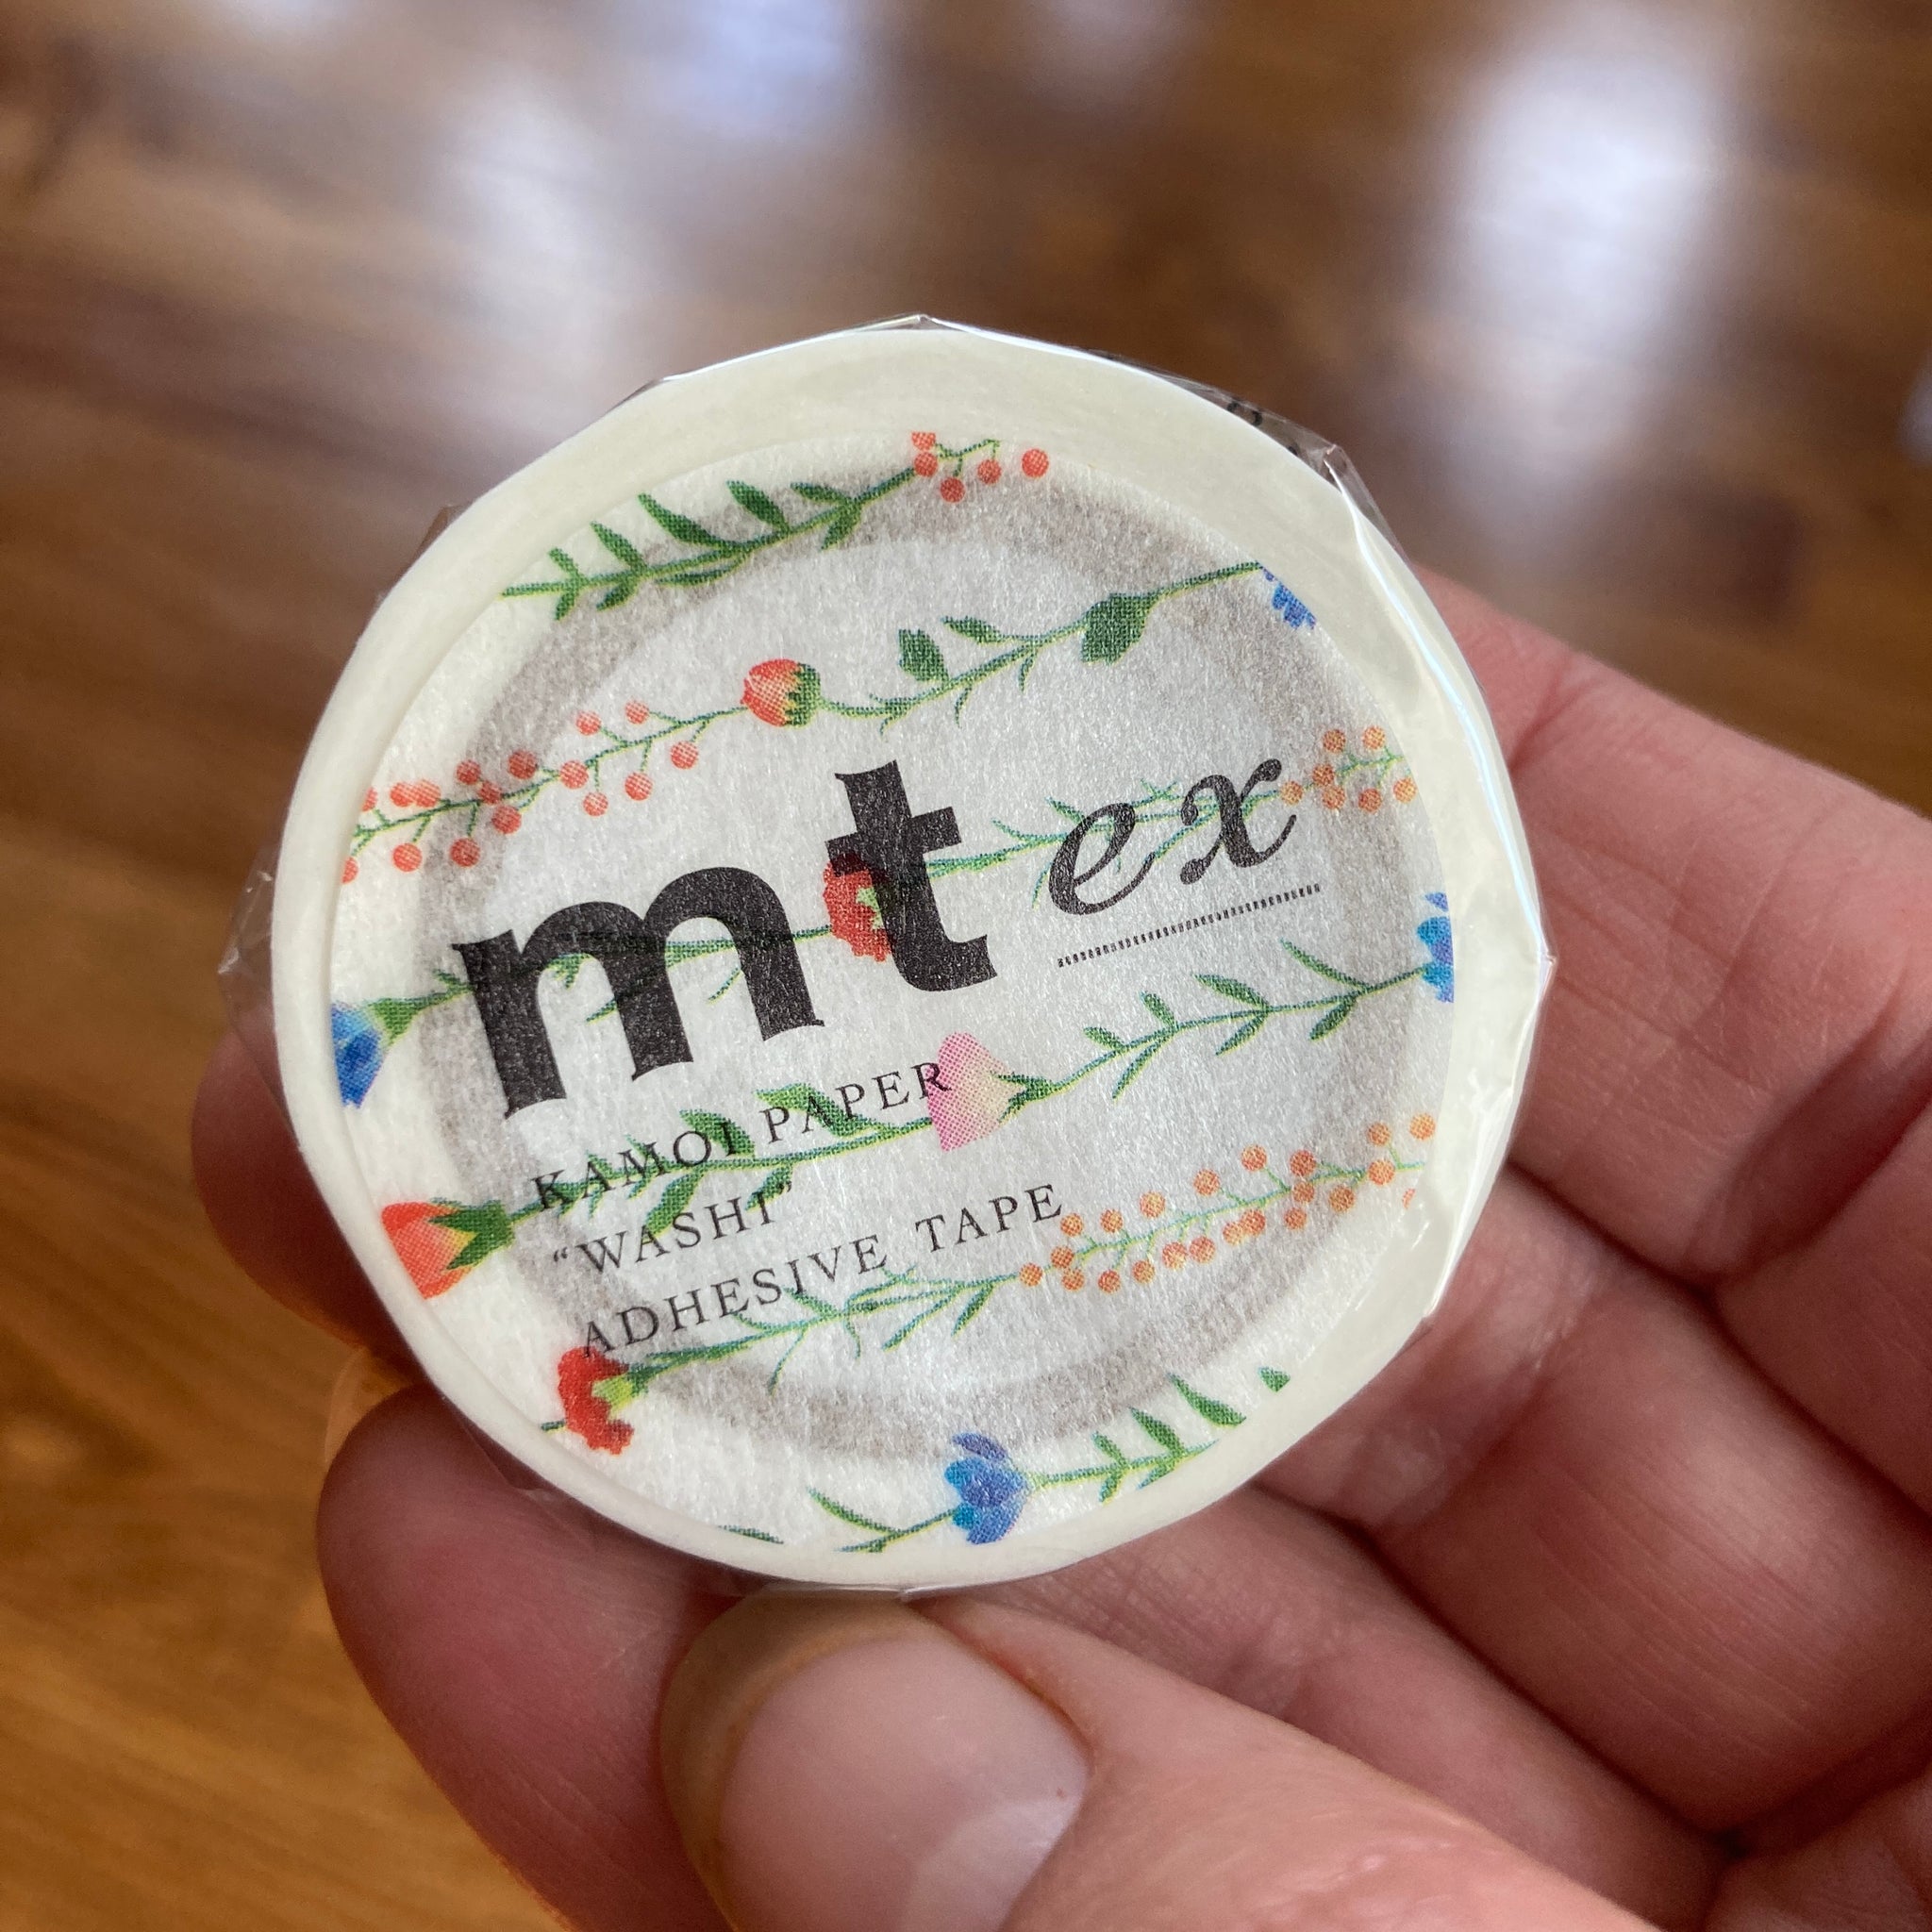 mt ex
KAMOI PAPER
“WASHI”
ADHESIVE TAPE